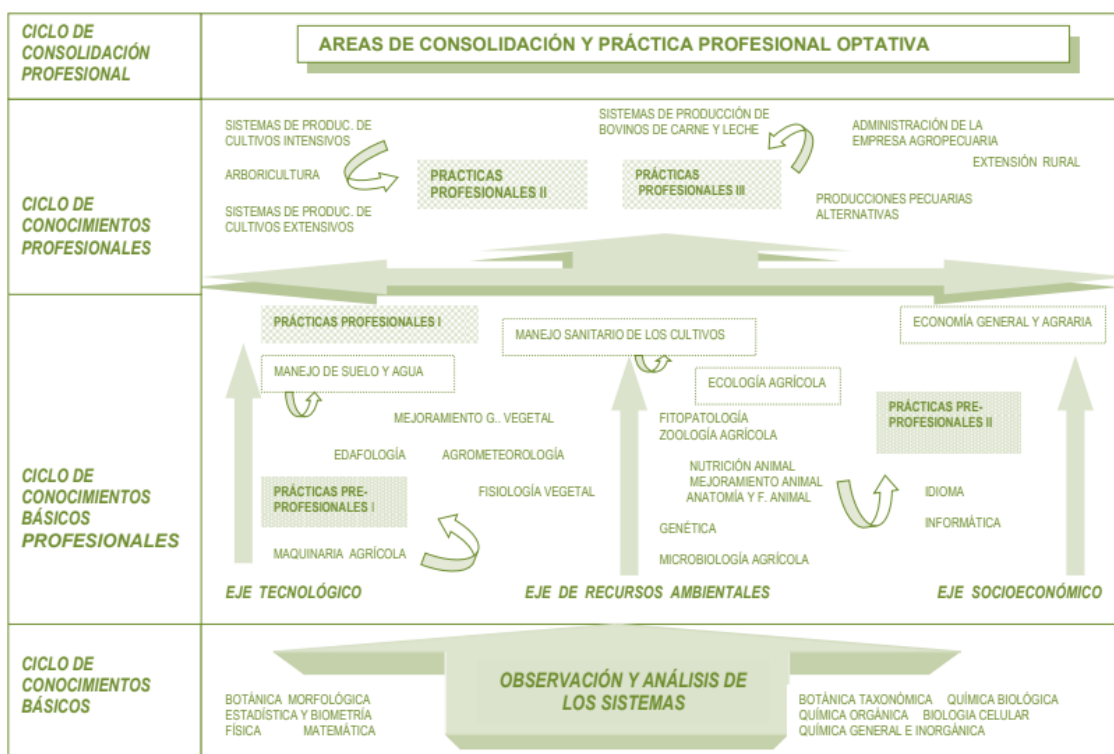 CICLO DE
CONSOLIDACIÓN
PROFESIONAL
AREAS DE CONSOLIDACIÓN Y PRÁCTICA PROFESIONAL OPTATIVA
CICLO DE
CONOCIMIENTOS
PROFESIONALES
SISTEMAS DE PRODUC. DE
CULTIVOS INTENSIVOS
ARBORICULTURA
SISTEMAS DE PRODUC. DE
CULTIVOS EXTENSIVOS
PRACTICAS
PROFESIONALES II
SISTEMAS DE PRODUCCIÓN DE
BOVINOS DE CARNE Y LECHE
PRÁCTICAS
PROFESIONALES III
ADMINISTRACIÓN DE LA
EMPRESA AGROPECUARIA
EXTENSIÓN RURAL
PRODUCCIONES PECUARIAS
ALTERNATIVAS
CICLO DE
CONOCIMIENTOS
BÁSICOS
PROFESIONALES
PRÁCTICAS PROFESIONALES I
MANEJO DE SUELO Y AGUA
MEJORAMIENTO G.. VEGETAL
EDAFOLOGÍA
AGROMETEOROLOGÍA
PRÁCTICAS PRE-
PROFESIONALES I
FISIOLOGÍA VEGETAL
MAQUINARIA AGRÍCOLA
EJE TECNOLÓGICO
MANEJO SANITARIO DE LOS CULTIVOS
ECOLOGÍA AGRÍCOLA
FITOPATOLOGÍA
ZOOLOGÍA AGRÍCOLA
NUTRICIÓN ANIMAL
MEJORAMIENTO ANIMAL
ANATOMÍA Y F. ANIMAL
GENÉTICA
MICROBIOLOGÍA AGRÍCOLA
EJE DE RECURSOS AMBIENTALES
ECONOMÍA GENERAL Y AGRARIA
PRÁCTICAS PRE-
PROFESIONALES II
IDIOMA
INFORMÁTICA
EJE SOCIOECONÓMICO
CICLO DE
CONOCIMIENTOS
BÁSICOS
BOTÀNICA MORFOLÓGICA
ESTADÍSTICA Y BIOMETRÍA
FÍSICA MATEMÁTICA
OBSERVACIÓN Y ANÁLISIS DE
LOS SISTEMAS
BOTÀNICA TAXONÓMICA QUÍMICA BIOLÓGICA
QUÍMICA ORGÁNICA BIOLOGIA CELULAR
QUÍMICA GENERAL E INORGÀNICA